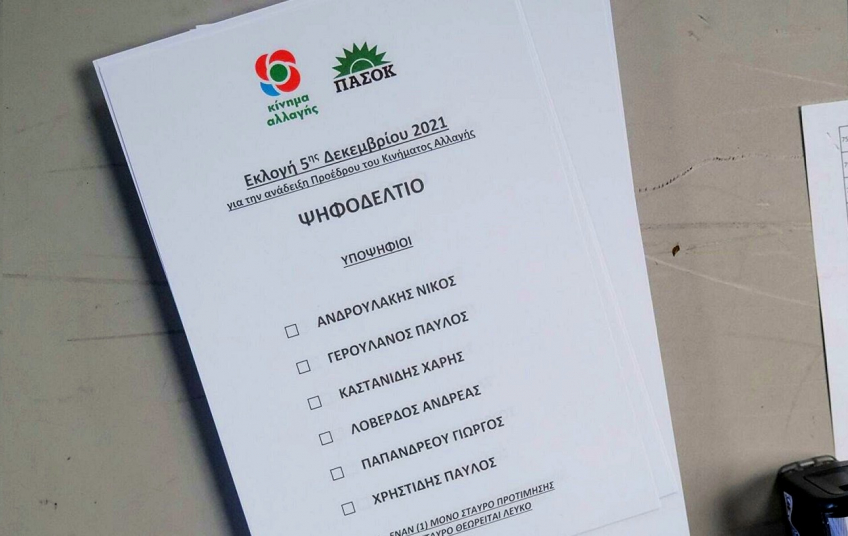 κίνημα
αλλαγής
ΠΑΣΟΚ
Εκλογή 5ης Δεκεμβρίου 2021
για την ανάδειξη Προέδρου του Κινήματος Αλλαγής
ΨΗΦΟΔΕΛΤΙΟ
ΥΠΟΨΗΦΙΟΙ
ΑΝΔΡΟΥΛΑΚΗΣ ΝΙΚΟΣ
ΓΕΡΟΥΛΑΝΟΣ ΠΑΥΛΟΣ
ΚΑΣΤΑΝΙΔΗΣ ΧΑΡΗΣ
ΛΟΒΕΡΔΟΣ ΑΝΔΡΕΑΣ
ΠΑΠΑΝΔΡΕΟΥ ΓΙΩΡΓΟΣ
ΧΡΗΣΤΙΔΗΣ ΠΑΥΛΟΣ
ΕΝΑΝ (1) ΜΟΝΟ ΣΤΑΥΡΟ ΠΡΟΤΙΜΗΣΗΣ
ΣΤΑΥΡΟ ΘΕΩΡΕΙΤΑΙ ΛΕΥΚΟ